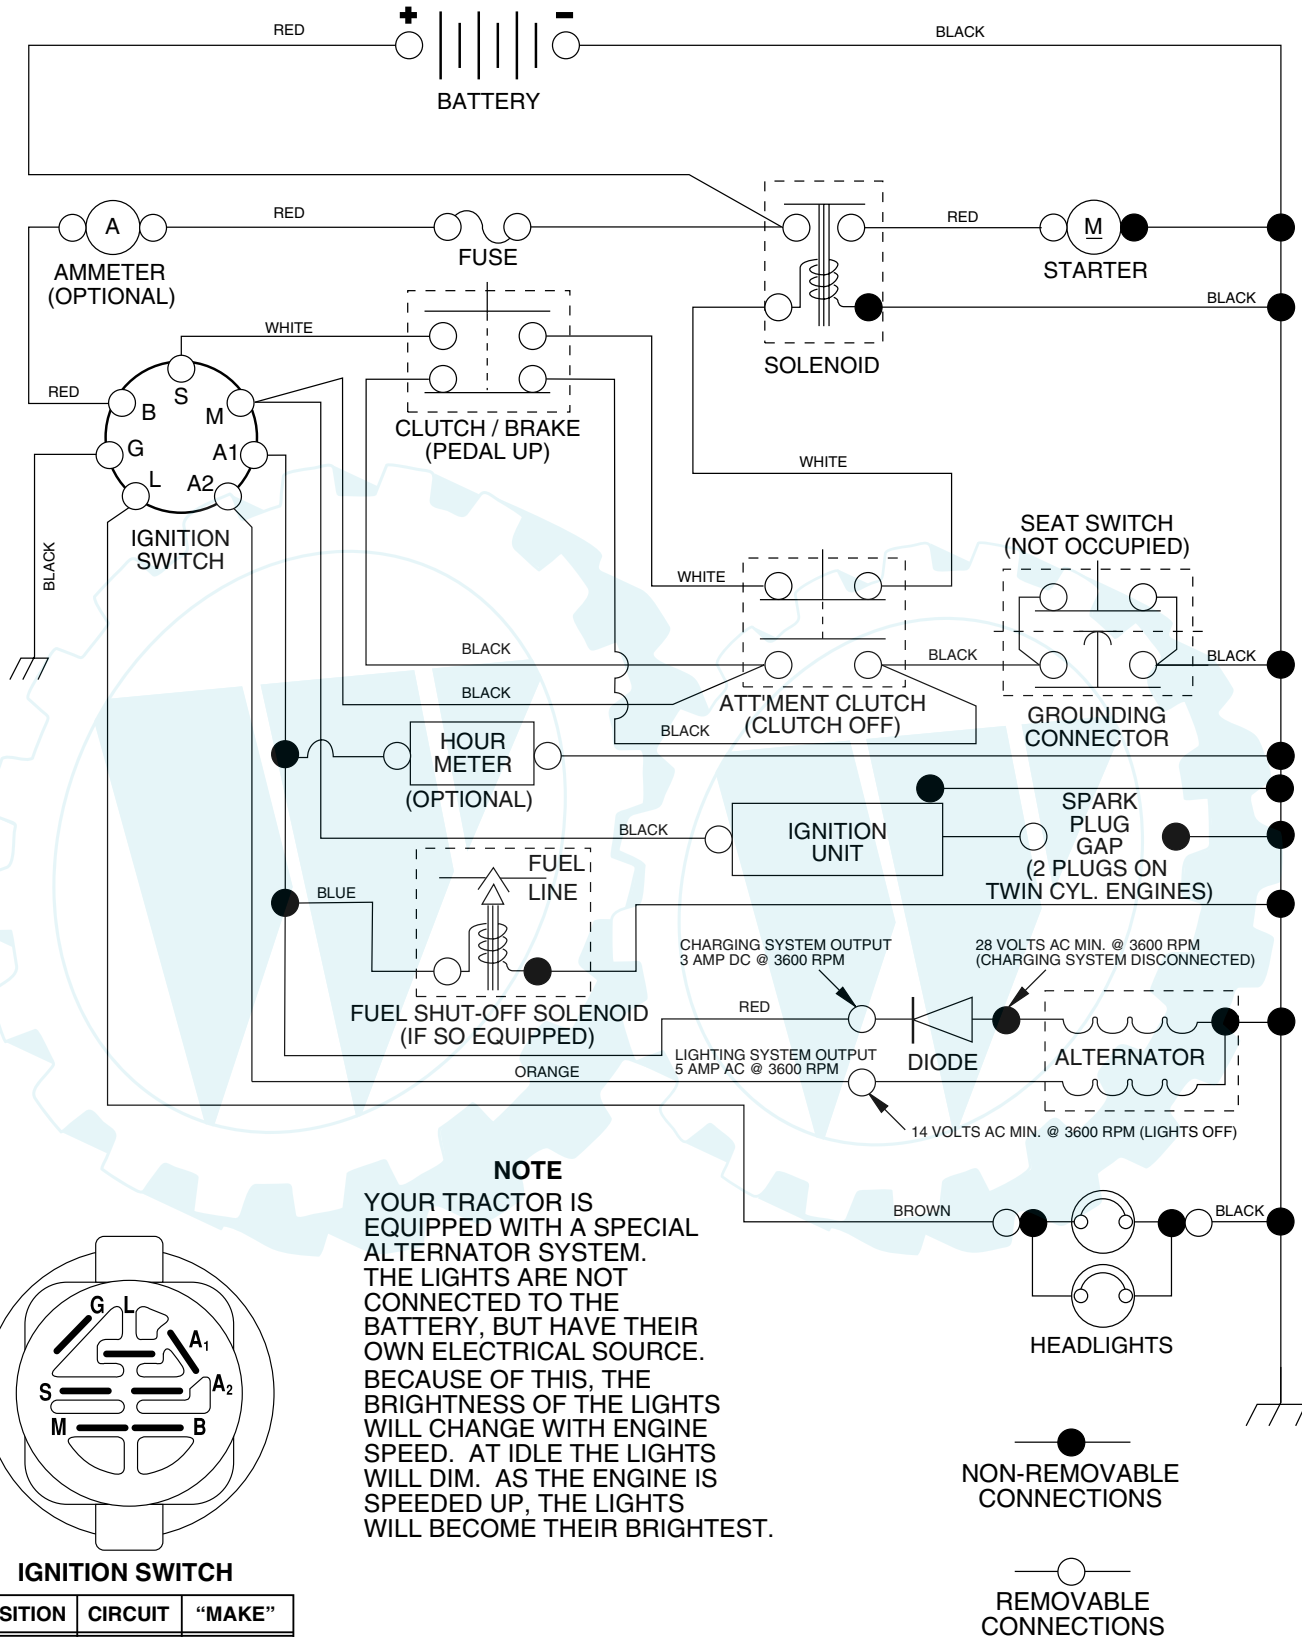 +
−
RED
BLACK
BATTERY
A
RED
RED
M
AMMETER
(OPTIONAL)
FUSE
STARTER
BLACK
WHITE
SOLENOID
RED
S
B
M
CLUTCH / BRAKE
(PEDAL UP)
G
A1
L
A2
WHITE
IGNITION
SWITCH
BLACK
SEAT SWITCH
(NOT OCCUPIED)
WHITE
BLACK
BLACK
BLACK
BLACK
ATT'MENT CLUTCH
(CLUTCH OFF)
GROUNDING
CONNECTOR
BLACK
HOUR
METER
(OPTIONAL)
BLACK
IGNITION
UNIT
SPARK
PLUG
GAP
(2 PLUGS ON
TWIN CYL. ENGINES)
FUEL
LINE
BLUE
CHARGING SYSTEM OUTPUT
3 AMP DC @ 3600 RPM
28 VOLTS AC MIN. @ 3600 RPM
(CHARGING SYSTEM DISCONNECTED)
RED
FUEL SHUT-OFF SOLENOID
(IF SO EQUIPPED)
DIODE
ALTERNATOR
LIGHTING SYSTEM OUTPUT
5 AMP AC @ 3600 RPM
ORANGE
14 VOLTS AC MIN. @ 3600 RPM (LIGHTS OFF)
NOTE
YOUR TRACTOR IS
EQUIPPED WITH A SPECIAL
ALTERNATOR SYSTEM.
THE LIGHTS ARE NOT
CONNECTED TO THE
BATTERY, BUT HAVE THEIR
OWN ELECTRICAL SOURCE.
BECAUSE OF THIS, THE
BRIGHTNESS OF THE LIGHTS
WILL CHANGE WITH ENGINE
SPEED. AT IDLE THE LIGHTS
WILL DIM. AS THE ENGINE IS
SPEEDED UP, THE LIGHTS
WILL BECOME THEIR BRIGHTEST.
BROWN
BLACK
HEADLIGHTS
G L
A1
S
A2
M
B
IGNITION SWITCH
SITION CIRCUIT “MAKE”
NON-REMOVABLE
CONNECTIONS
REMOVABLE
CONNECTIONS